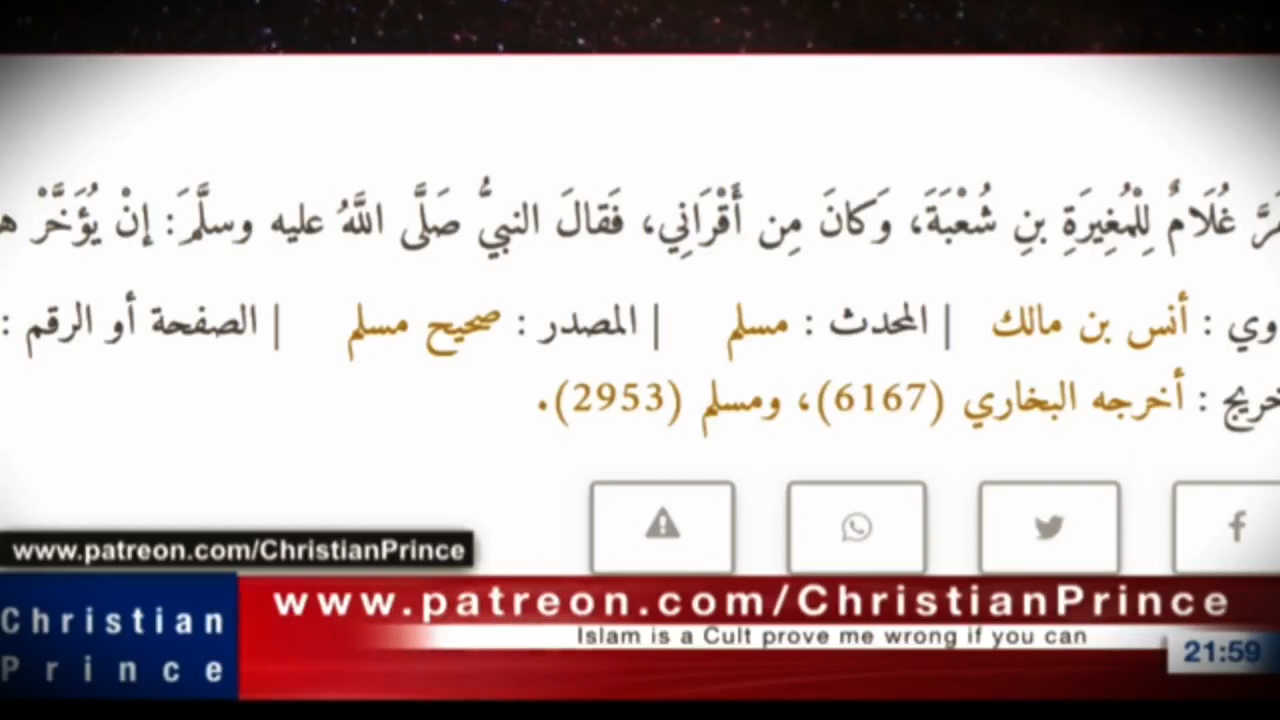 غُلَامٌ لِلْمُغِيرَةِ بنِ شُعْبَةَ، وَكانَ مِن أَقْرَانِي، فَقالَ النبيُّ صَلَّى اللَّهُ عليه وسلَّمَ: إنْ يُؤَخَّرْ
: أنس بن مالك | المحدث : مسلم | المصدر : صحيح مسلم | الصفحة أو الرقم :
: أخرجه البخاري (6167)، ومسلم (2953).
www.patreon.com/ChristianPrince
www.patreon.com/ChristianPrince
Islam is a Cult prove me wrong if you can
Christian
Prince
21:59